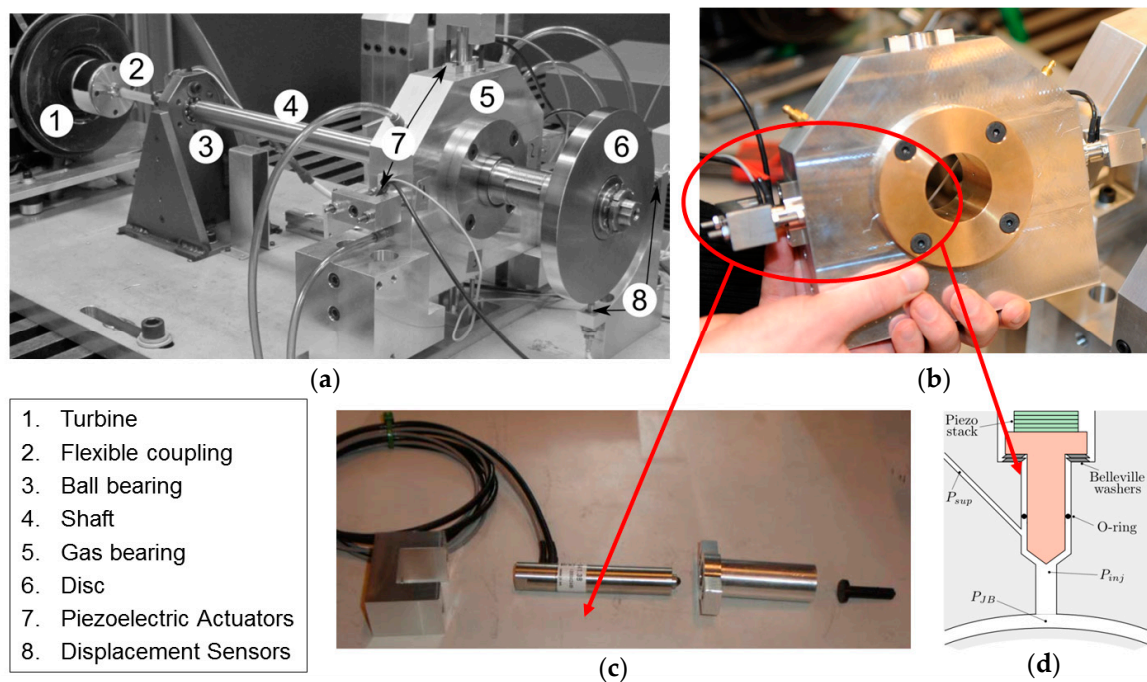 1
2
3
4
5
6
7
8
(a)
(b)
1. Turbine
2. Flexible coupling
3. Ball bearing
4. Shaft
5. Gas bearing
6. Disc
7. Piezoelectric Actuators
8. Displacement Sensors
(c)
Piezo
stack
Belleville
washers
P_sup
O-ring
P_inj
P_JB
(d)